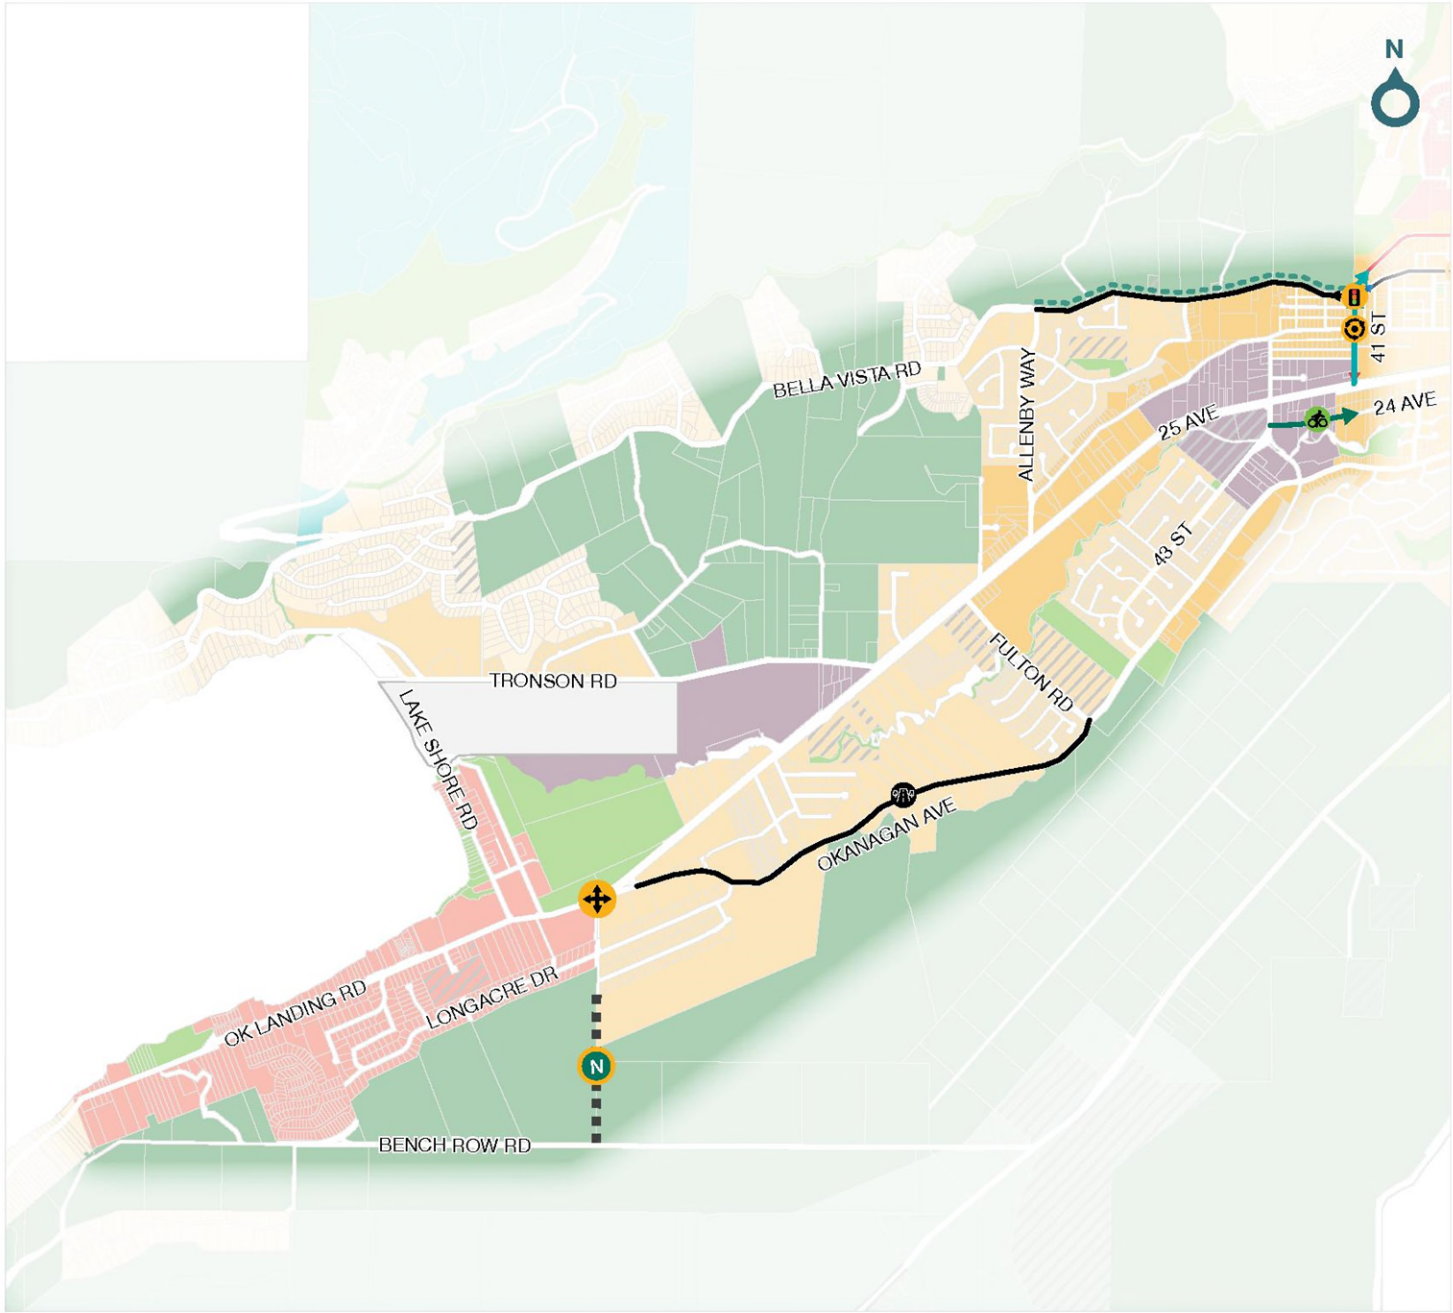 N
41 ST
BELLA VISTA RD
ALLENBY WAY
24 AVE
25 AVE
43 ST
FULTON RD
TRONSON RD
LAKE SHORE RD
OKANAGAN AVE
LONGACRE DR
OK LANDING RD
N
BENCH ROW RD